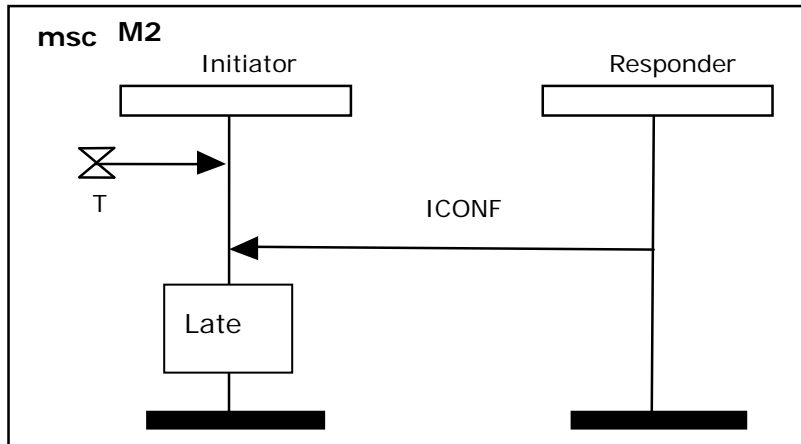 msc M2
Initiator
Responder
T
ICONF
Late